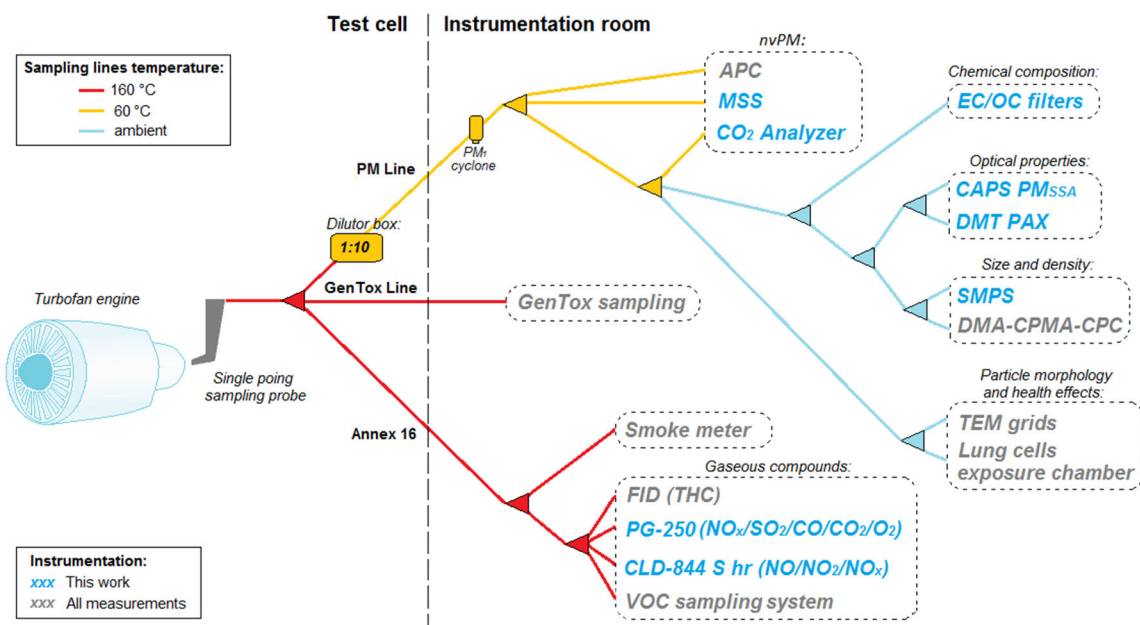 Test cell
Instrumentation room
Sampling lines temperature:
160 °C
60 °C
ambient
nvPM:
APC
MSS
CO₂ Analyzer
Chemical composition:
EC/OC filters
Optical properties:
CAPS PMSSA
DMT PAX
Size and density:
SMPS
DMA-CPMA-CPC
Particle morphology
and health effects:
TEM grids
Lung cells
exposure chamber
PM₁
cyclone
PM Line
Dilutor box:
1:10
GenTox Line
GenTox sampling
Turbofan engine
Single poing
sampling probe
Annex 16
Smoke meter
Gaseous compounds:
FID (THC)
PG-250 (NOₓ/SO₂/CO/CO₂/O₂)
CLD-844 S hr (NO/NO₂/NOₓ)
VOC sampling system
Instrumentation:
xxx This work
xxx All measurements